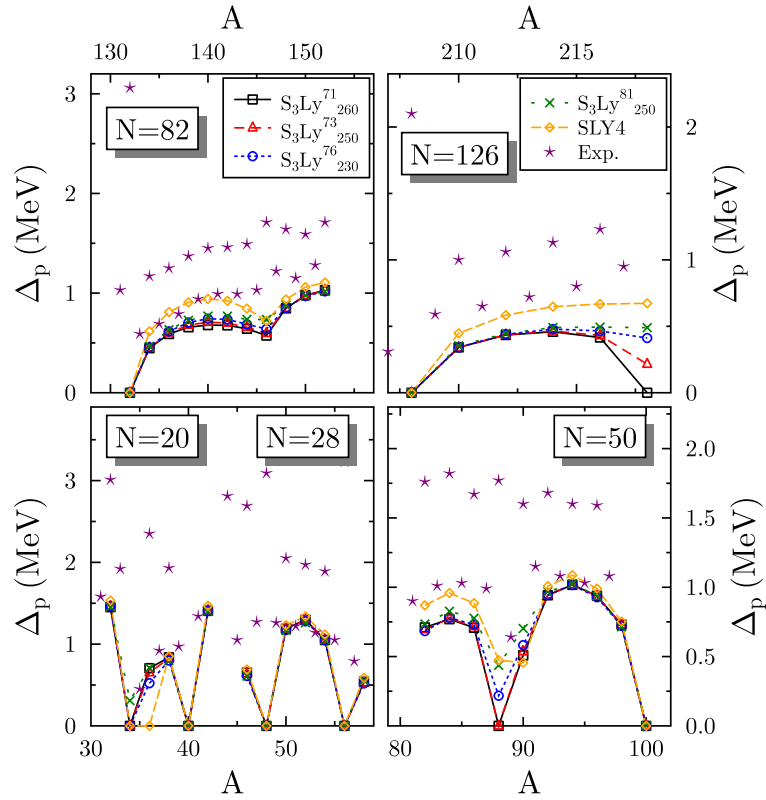 A A
130 140 150 210 215
3 2 1 0
Δp (MeV)
N=82
S₃Ly⁷¹₂₆₀
S₃Ly⁷³₂₅₀
S₃Ly⁷⁶₂₃₀
N=126
S₃Ly⁸¹₂₅₀
SLY4
Exp.
2 1 0
Δp (MeV)
3 2 1 0
Δp (MeV)
N=20 N=28
N=50
2.0 1.5 1.0 0.5 0.0
Δp (MeV)
30 40 50 80 90 100
A A